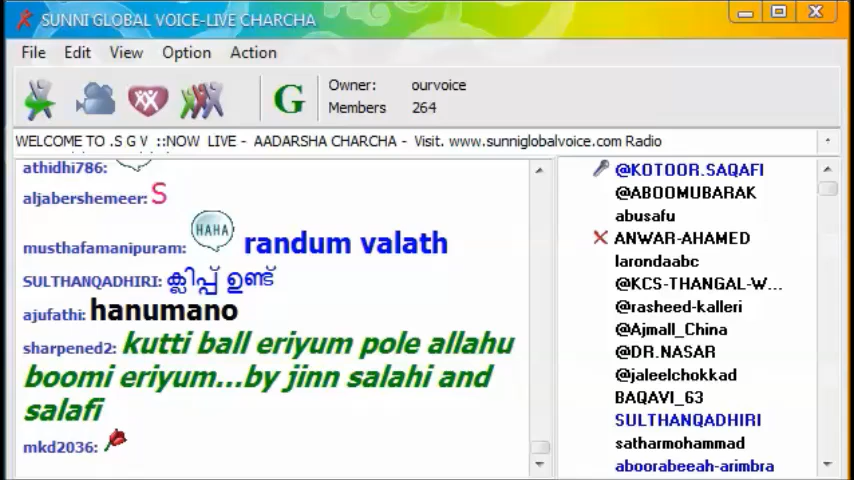 SUNNI GLOBAL VOICE-LIVE CHARCHA
File Edit View Option Action
G
Owner: ourvoice
Members 264
WELCOME TO .S G V ::NOW LIVE - AADARSHA CHARCHA - Visit. www.sunniglobalvoice.com Radio
athidhi786:
aljabershemeer: S
HAHA
musthafamanipuram: randum valath
SULTHANQADHIRI: ക്ലിപ്പ് ഉണ്ട്
ajufathi: hanumano
sharpened2: kutti ball eriyum pole allahu
boomi eriyum...by jinn salahi and
salafi
mkd2036:
@KOTOOR.SAQAFI
@ABOOMUBARAK
abusafu
ANWAR-AHAMED
larondaabc
@KCS-THANGAL-W...
@rasheed-kalleri
@Ajmall_China
@DR.NASAR
@jaleelchokkad
BAQAVI_63
SULTHANQADHIRI
satharmohammad
aboorabeeah-arimbra